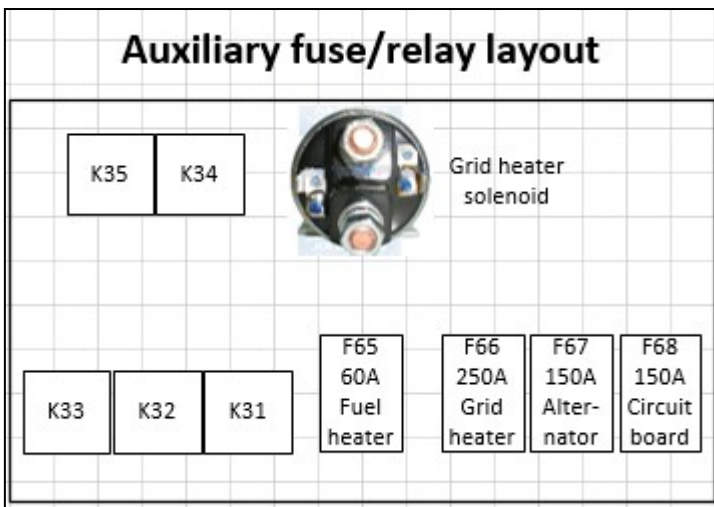 Auxiliary fuse/relay layout
K35
K34
Grid heater
solenoid
F65
60A
Fuel
heater
F66
250A
Grid
heater
F67
150A
Alter-
nator
F68
150A
Circuit
board
K33
K32
K31